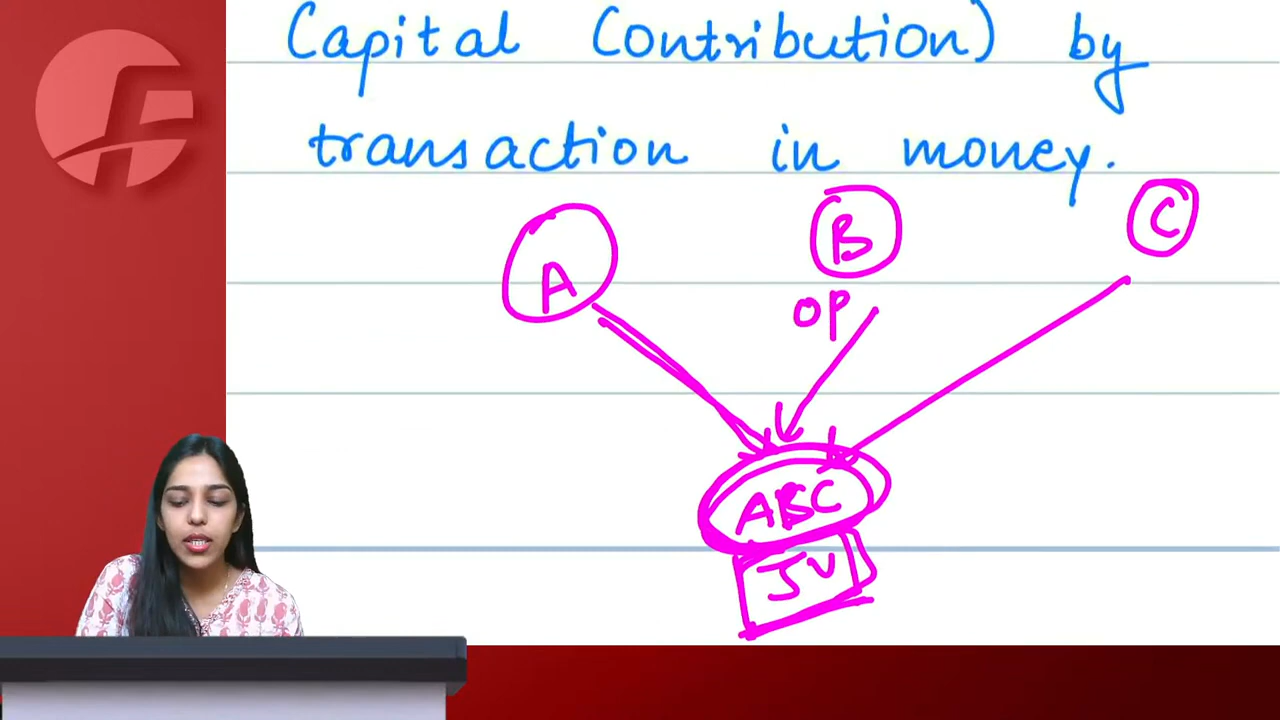 Capital Contribution) by
transaction in money.
A
B
C
OP
ABC
JV